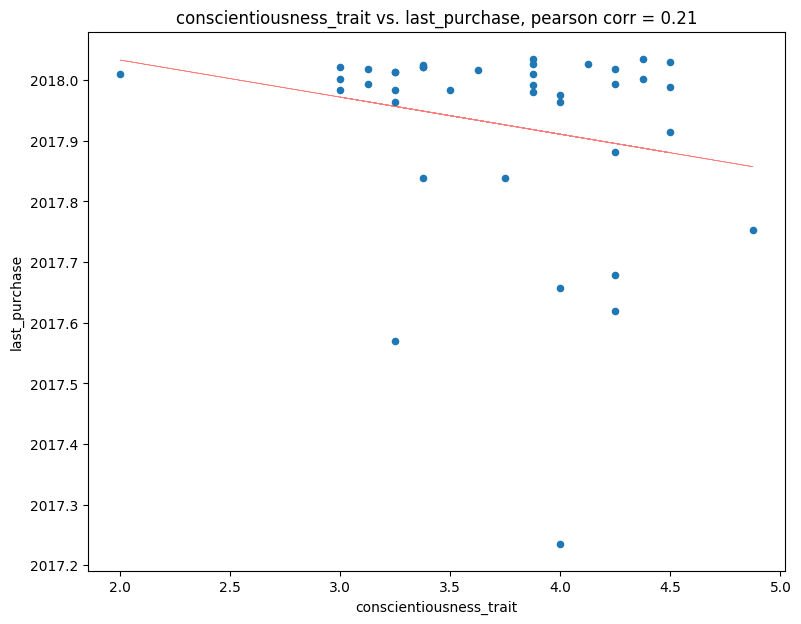 conscientiousness_trait vs. last_purchase, pearson corr = 0.21
2018.0
2017.9
2017.8
2017.7
2017.6
2017.5
2017.4
2017.3
2017.2
last_purchase
2.0 2.5 3.0 3.5 4.0 4.5 5.0
conscientiousness_trait